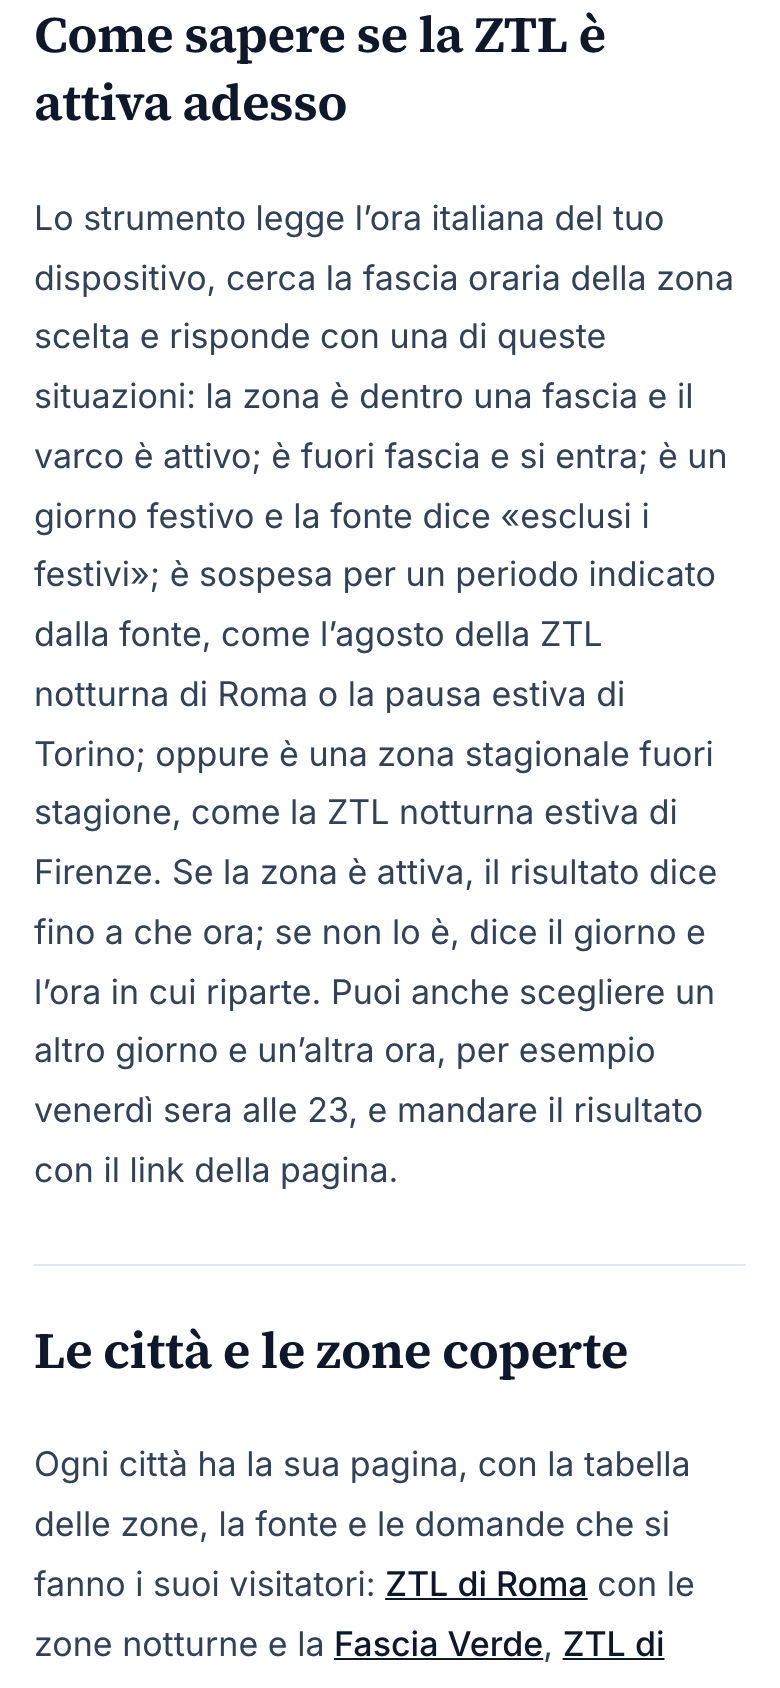 Come sapere se la ZTL è
attiva adesso
Lo strumento legge l’ora italiana del tuo
dispositivo, cerca la fascia oraria della zona
scelta e risponde con una di queste
situazioni: la zona è dentro una fascia e il
varco è attivo; è fuori fascia e si entra; è un
giorno festivo e la fonte dice «esclusi i
festivi»; è sospesa per un periodo indicato
dalla fonte, come l’agosto della ZTL
notturna di Roma o la pausa estiva di
Torino; oppure è una zona stagionale fuori
stagione, come la ZTL notturna estiva di
Firenze. Se la zona è attiva, il risultato dice
fino a che ora; se non lo è, dice il giorno e
l’ora in cui riparte. Puoi anche scegliere un
altro giorno e un’altra ora, per esempio
venerdì sera alle 23, e mandare il risultato
con il link della pagina.
Le città e le zone coperte
Ogni città ha la sua pagina, con la tabella
delle zone, la fonte e le domande che si
fanno i suoi visitatori: ZTL di Roma con le
zone notturne e la Fascia Verde, ZTL di